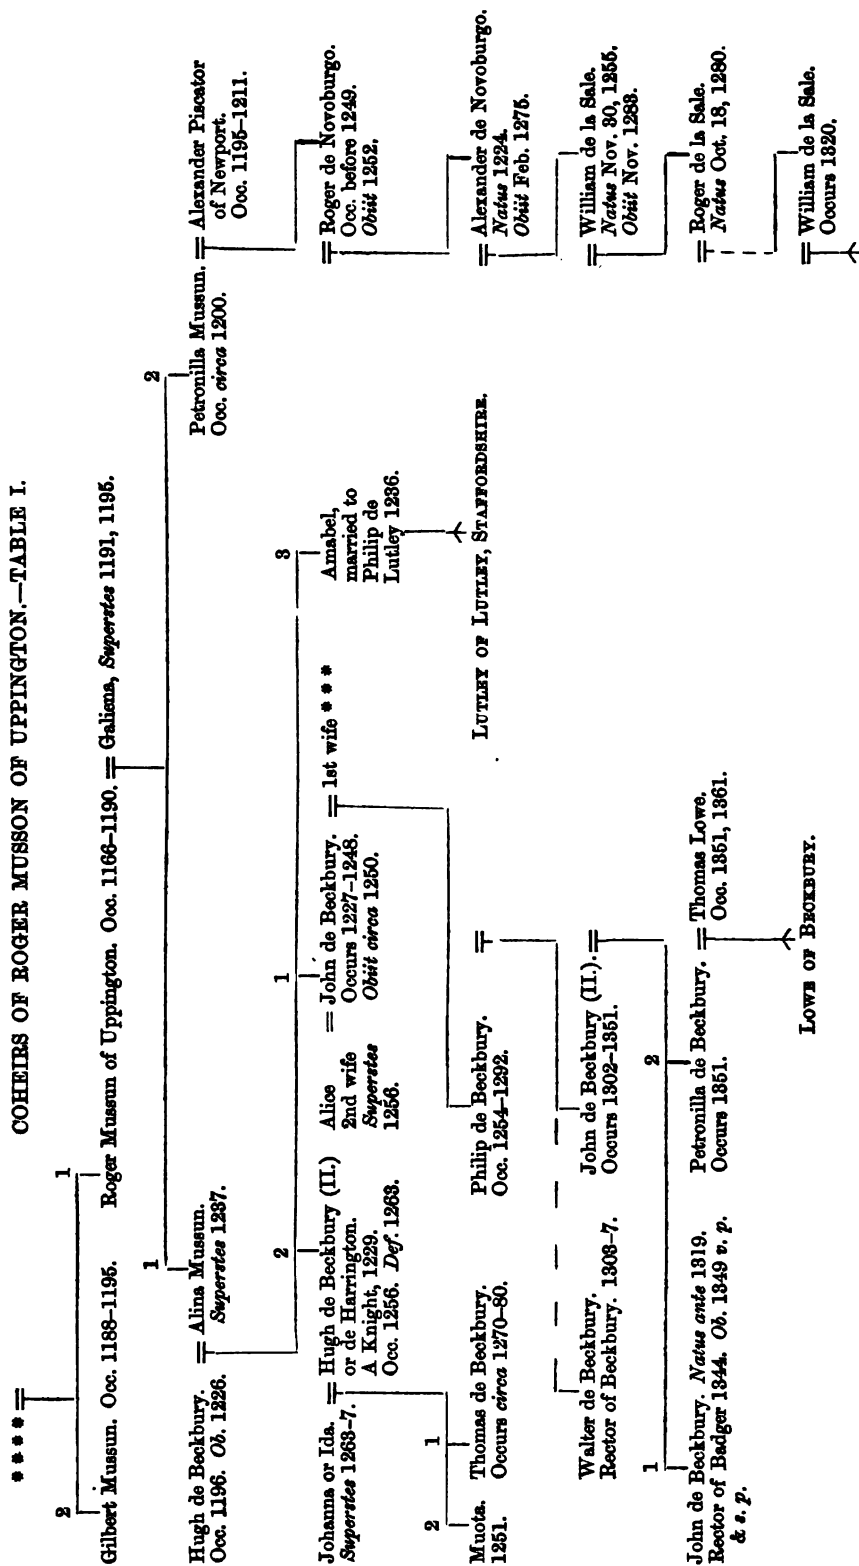 COHEIRS OF ROGER MUSSON OF UPPINGTON.—TABLE I.
* * * *
2
1
Gilbert Mussun. Occ. 1188–1195.
Roger Mussun of Uppington. Occ. 1166–1190.
Galiena, Superstes 1191, 1195.
1
2
Hugh de Beckbury.
Occ. 1196. Ob. 1226.
Alina Mussun.
Superstes 1237.
Petronilla Mussun.
Occ. circa 1200.
Alexander Piscator
of Newport.
Occ. 1195–1211.
2
1
3
Johanna or Ida.
Superstes 1263–7.
Hugh de Beckbury (II.)
or de Harrington.
A Knight, 1229.
Occ. 1256. Def. 1263.
Alice
2nd wife
Superstes
1256.
John de Beckbury.
Occurs 1227–1248.
Obiit circa 1250.
1st wife * * *
Amabel,
married to
Philip de
Lutley 1236.
Roger de Novoburgo.
Occ. before 1249.
Obiit 1252.
2
1
Muota.
1251.
Thomas de Beckbury.
Occurs circa 1270–80.
Philip de Beckbury.
Occ. 1254–1292.
LUTLEY OF LUTLEY, STAFFORDSHIRE.
Alexander de Novoburgo.
Natus 1224.
Obiit Feb. 1275.
Walter de Beckbury.
Rector of Beckbury. 1303–7.
John de Beckbury (II.).
Occurs 1302–1351.
William de la Sale.
Natus Nov. 30, 1255.
Obiit Nov. 1283.
1
2
John de Beckbury. Natus ante 1319.
Rector of Badger 1344. Ob. 1349 v. p.
& s. p.
Petronilla de Beckbury.
Occurs 1351.
Thomas Lowe.
Occ. 1351, 1361.
Roger de la Sale.
Natus Oct. 18, 1280.
LOWE OF BECKBURY.
William de la Sale.
Occurs 1320.